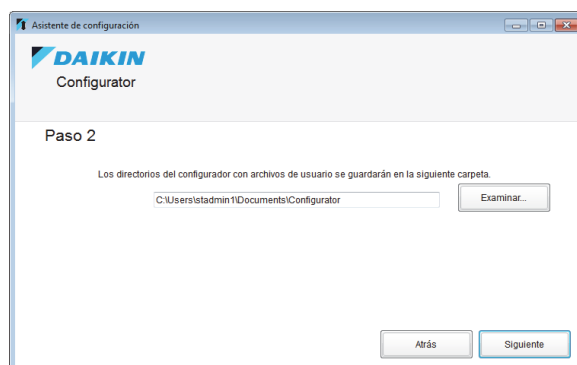 Asistente de configuración
DAIKIN
Configurator
Paso 2
Los directorios del configurador con archivos de usuario se guardarán en la siguiente carpeta.
C:\Users\stadmin1\Documents\Configurator
Examinar...
Atrás
Siguiente